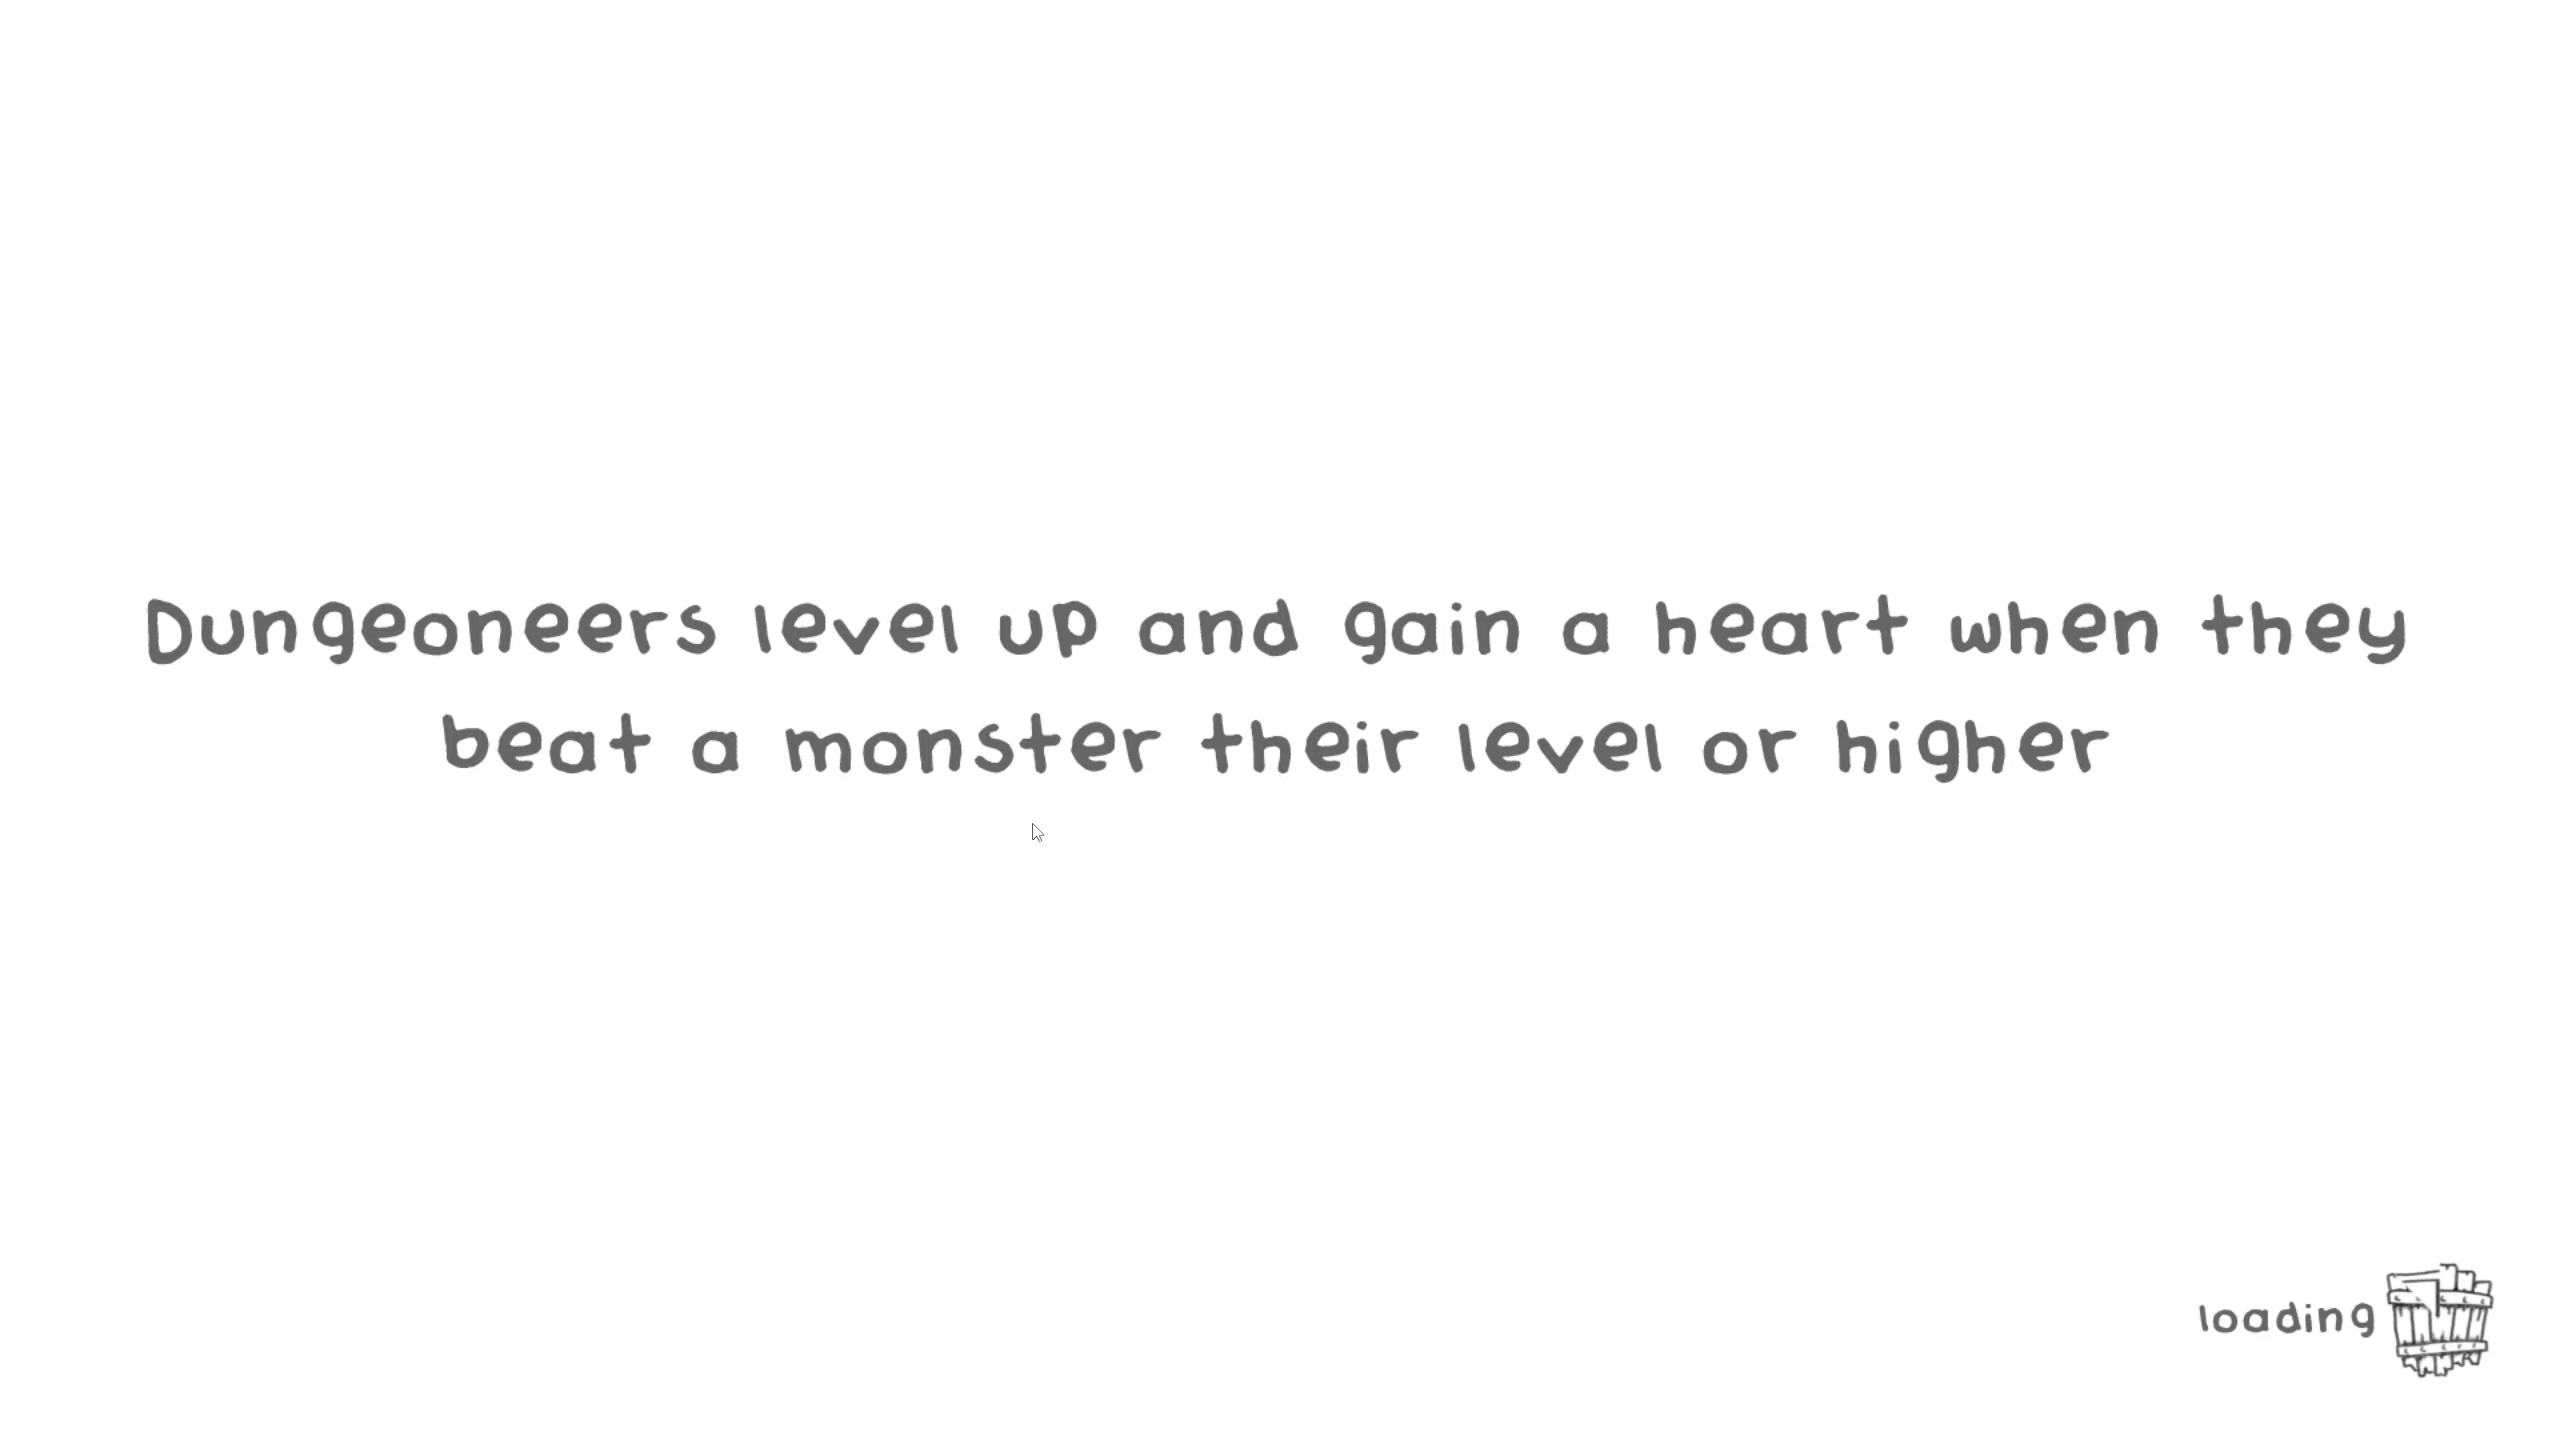 Dungeoneers level up and gain a heart when they
beat a monster their level or higher
loading